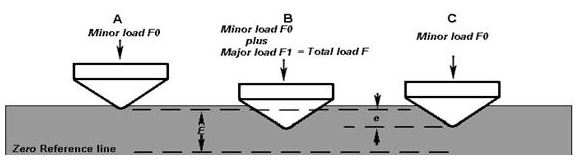 A
Minor load F0
B
Minor load F0
plus
Major load F1 = Total load F
C
Minor load F0
E
e
Zero Reference line